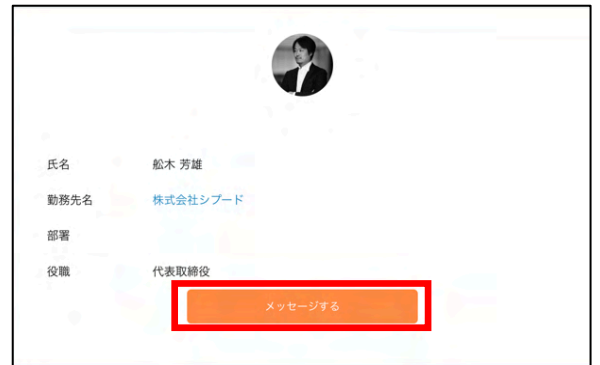 氏名 舩木 芳雄
勤務先名 株式会社シプード
部署
役職 代表取締役
メッセージする